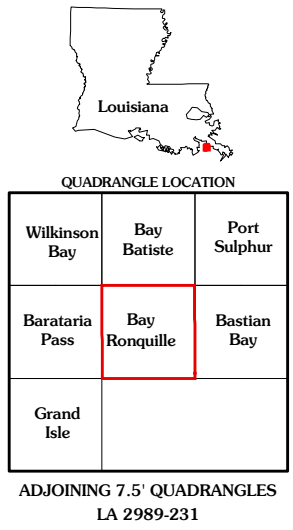 Louisiana
QUADRANGLE LOCATION
Wilkinson
Bay
Bay
Batiste
Port
Sulphur
Barataria
Pass
Bay
Ronquille
Bastian
Bay
Grand
Isle
ADJOINING 7.5' QUADRANGLES
LA 2989-231